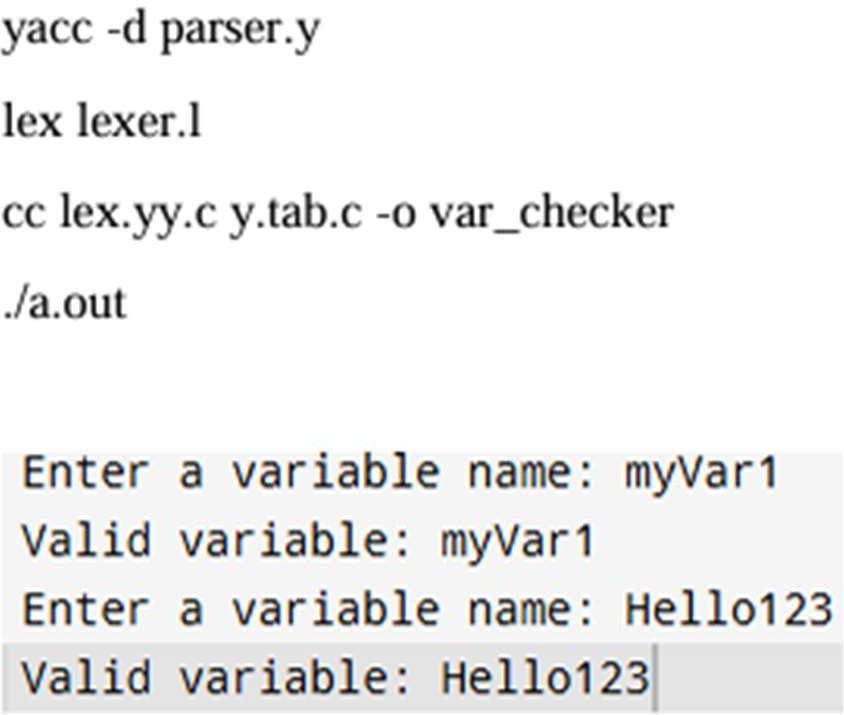 yacc -d parser.y
lex lexer.l
cc lex.yy.c y.tab.c -o var_checker
./a.out
Enter a variable name: myVar1
Valid variable: myVar1
Enter a variable name: Hello123
Valid variable: Hello123